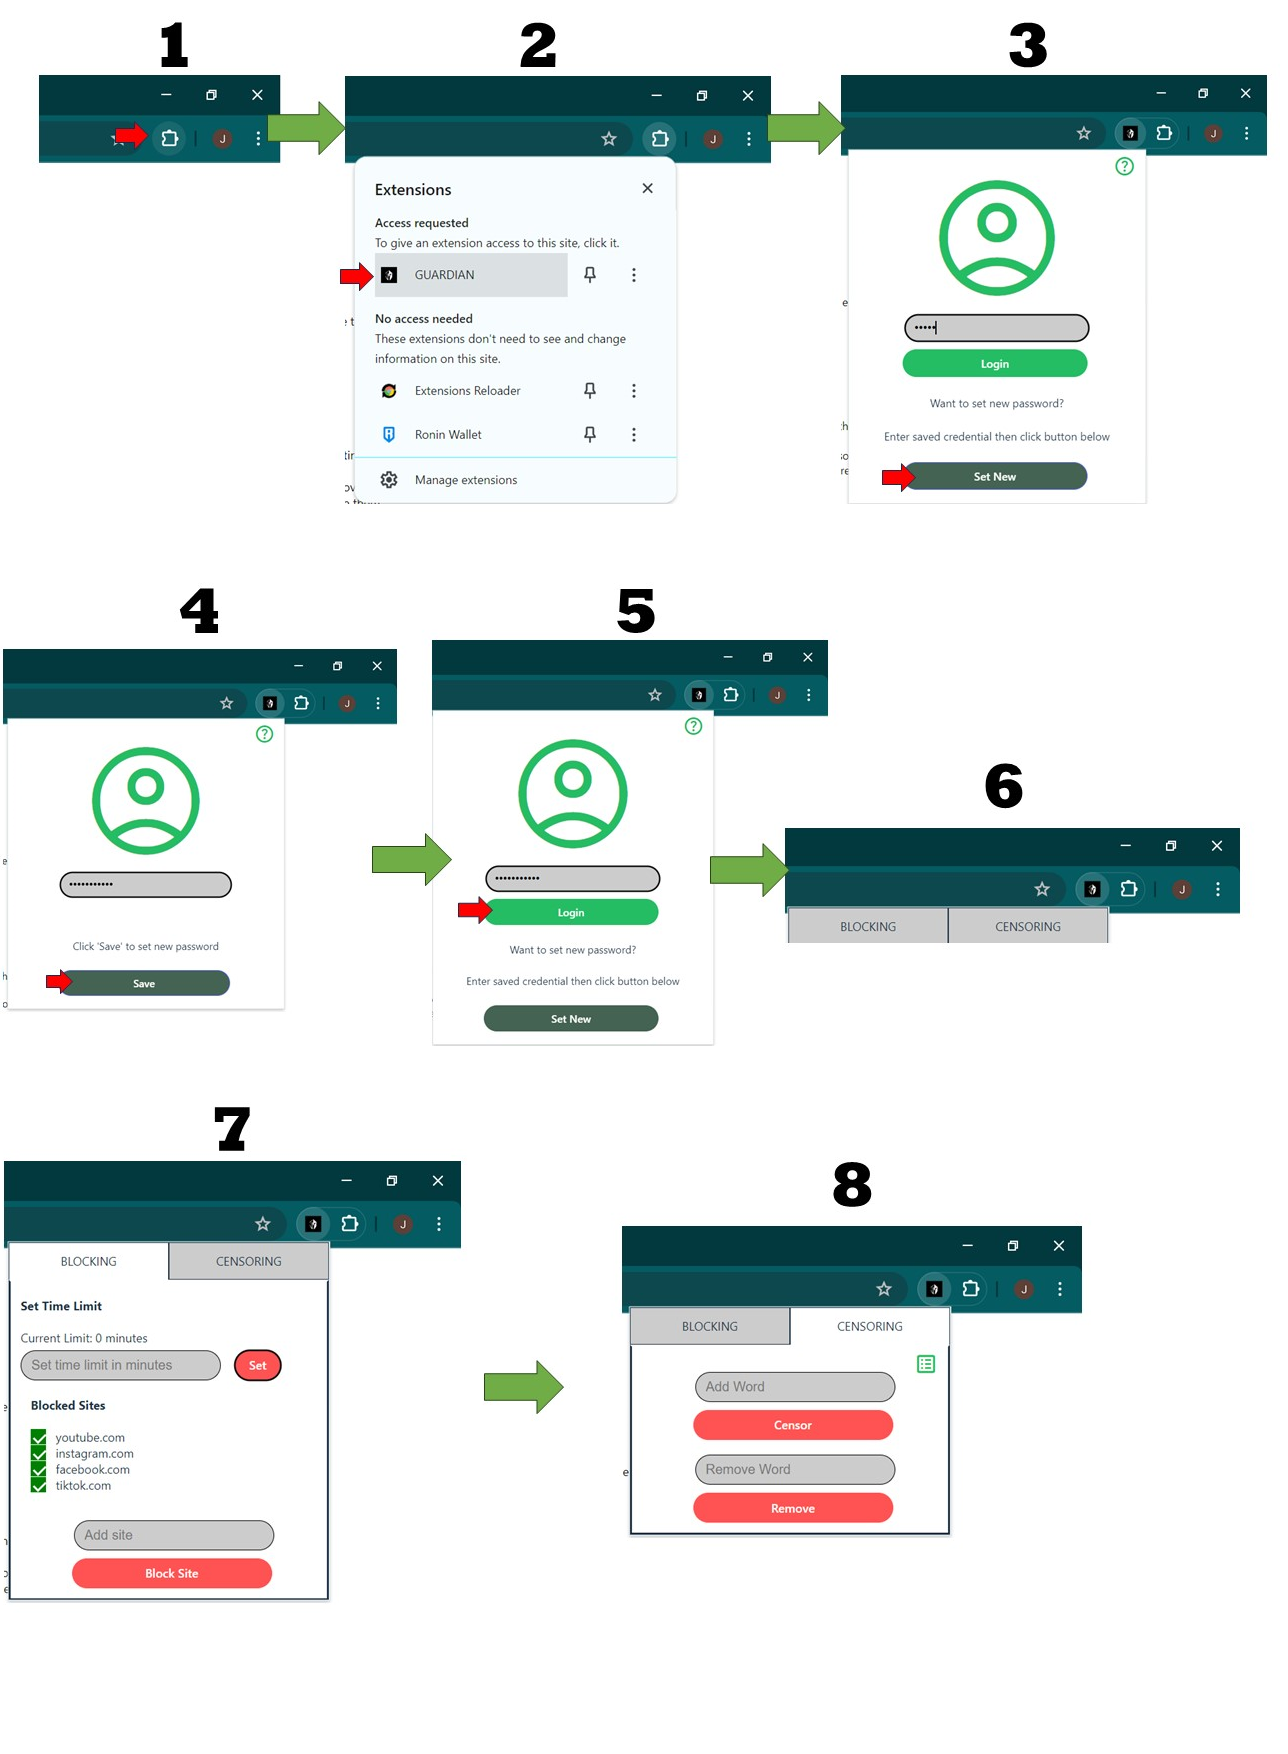 1
2
3
J
J
J
Extensions
Access requested
To give an extension access to this site, click it.
GUARDIAN
No access needed
These extensions don't need to see and change
information on this site.
Extensions Reloader
Ronin Wallet
Manage extensions
?
•••••
Login
Want to set new password?
Enter saved credential then click button below
Set New
4
5
6
J
?
•••••••••••
Click 'Save' to set new password
Save
J
?
•••••••••••
Login
Want to set new password?
Enter saved credential then click button below
Set New
J
BLOCKING CENSORING
7
8
J
BLOCKING CENSORING
Set Time Limit
Current Limit: 0 minutes
Set time limit in minutes Set
Blocked Sites
youtube.com
instagram.com
facebook.com
tiktok.com
Add site
Block Site
J
BLOCKING CENSORING
Add Word
Censor
Remove Word
Remove